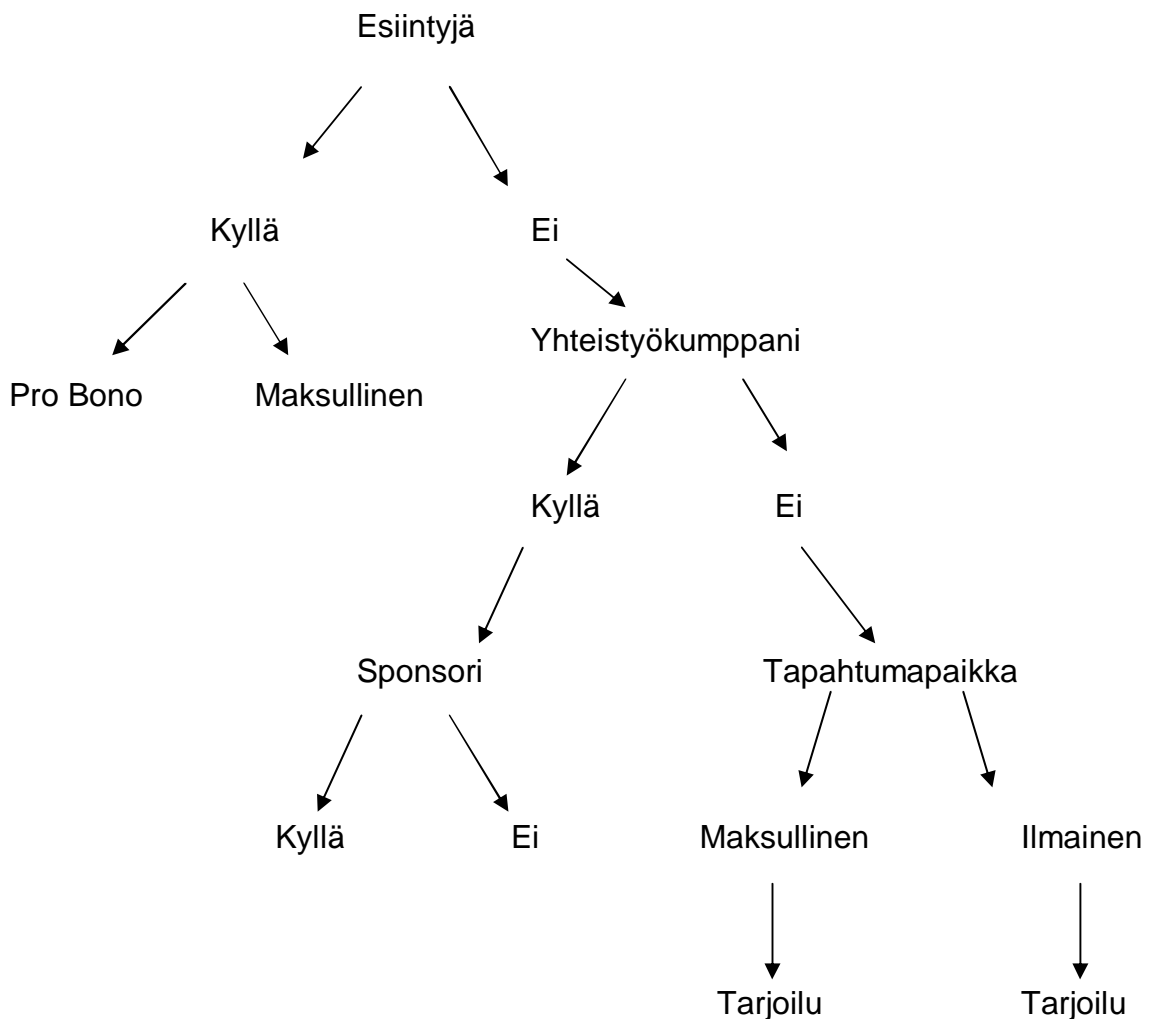 Esiintyjä
Kyllä Ei
Yhteistyökumppani
Pro Bono Maksullinen
Kyllä Ei
Sponsori Tapahtumapaikka
Kyllä Ei Maksullinen Ilmainen
Tarjoilu Tarjoilu